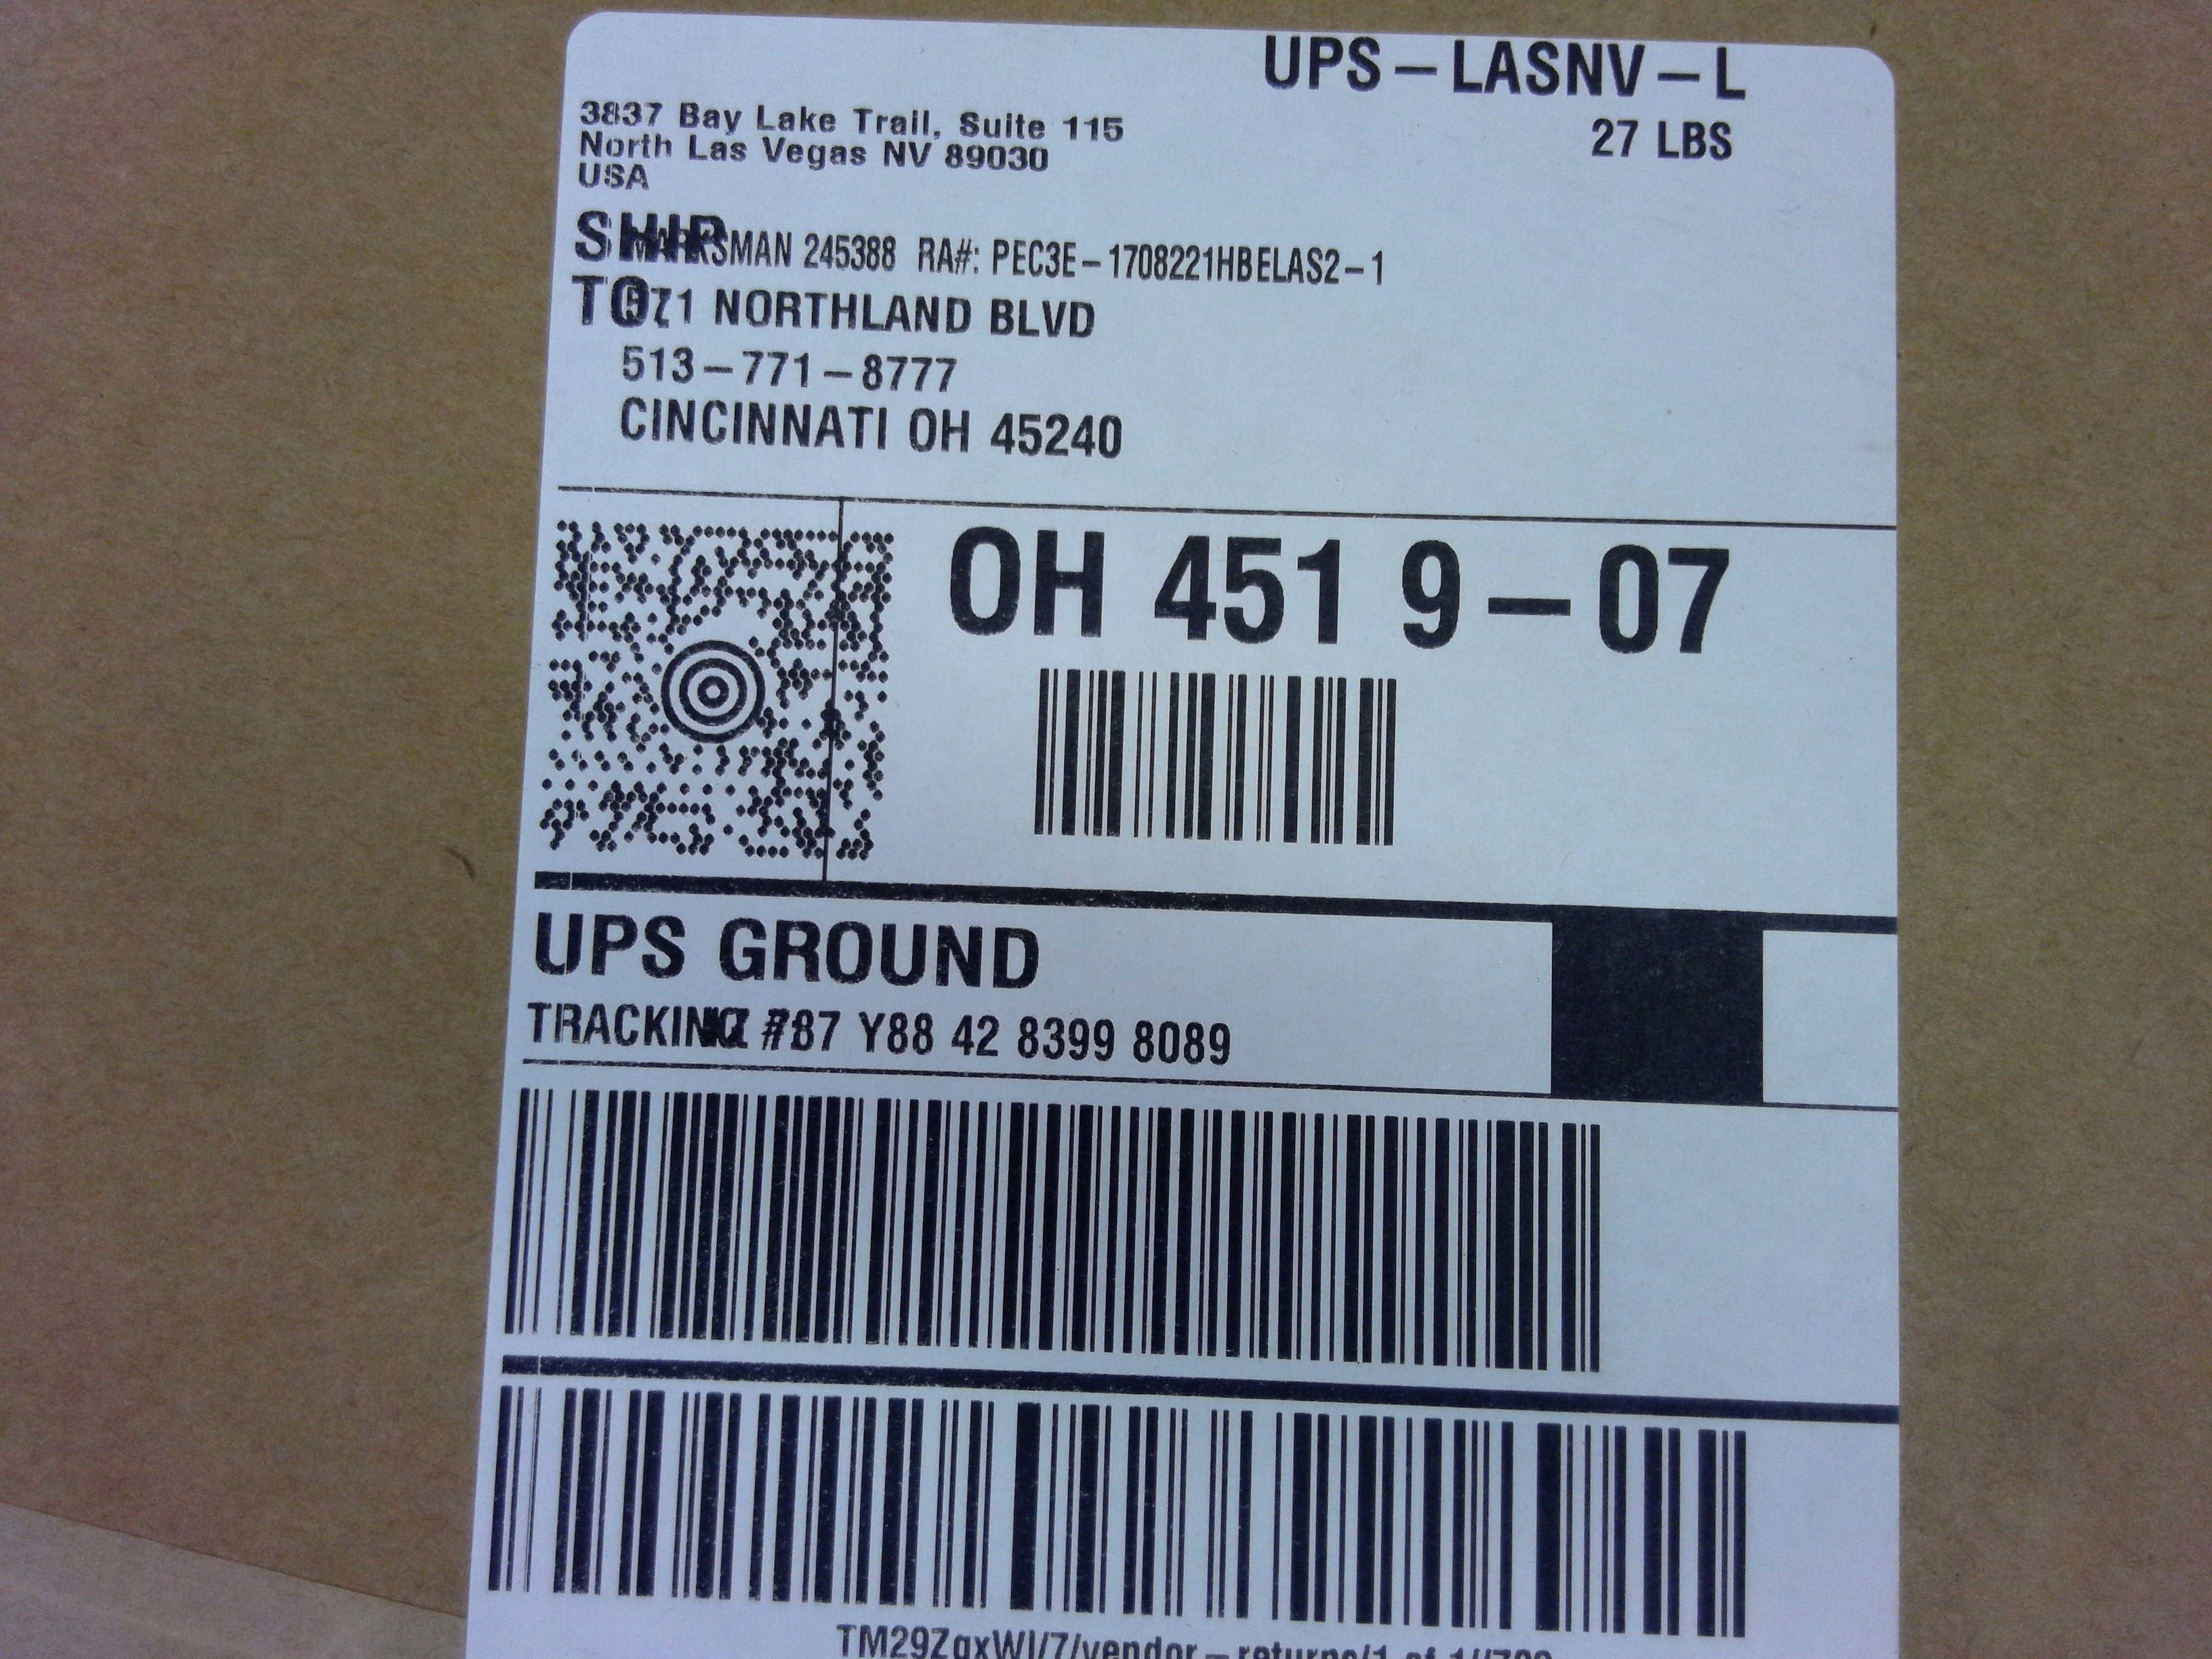 UPS - LASNV - L
27 LBS
3837 Bay Lake Trail, Suite 115
North Las Vegas NV 89030
USA
SHIP
MARKSMAN 245388 RA#: PEC3E-1708221HBELAS2-1
TO:
NORTHLAND BLVD
513-771-8777
CINCINNATI OH 45240
OH 451 9-07
UPS GROUND
TRACKING #: Y88 42 8399 8089